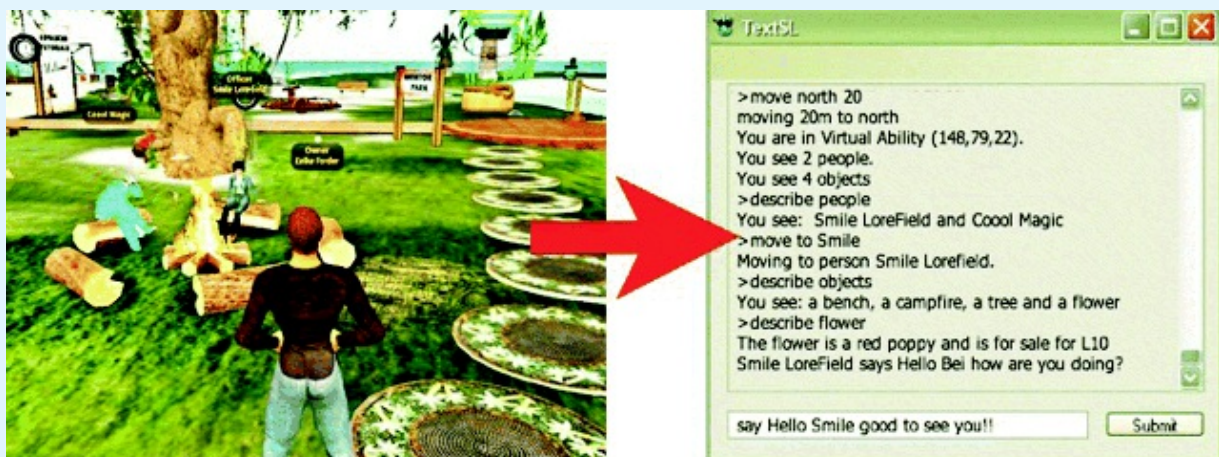 Coool Magic
Officer
Smile Lorefield
MENTOR
PARK
Owner
TextSL
>move north 20
moving 20m to north
You are in Virtual Ability (148,79,22).
You see 2 people.
You see 4 objects
>describe people
You see:  Smile LoreField and Coool Magic
>move to Smile
Moving to person Smile Lorefield.
>describe objects
You see: a bench, a campfire, a tree and a flower
>describe flower
The flower is a red poppy and is for sale for L10
Smile LoreField says Hello Bei how are you doing?
say Hello Smile good to see you!!
Submit